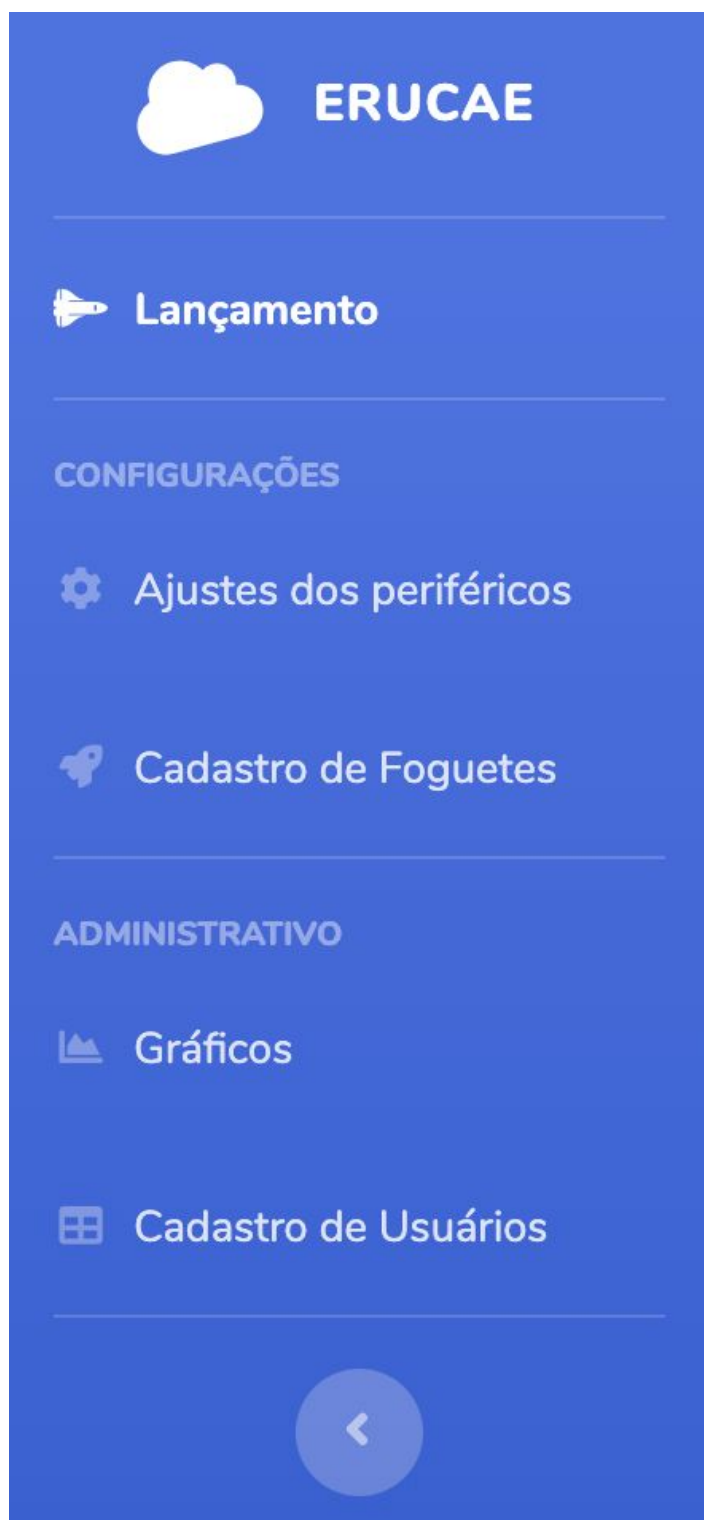 ERUCAE
Lançamento
CONFIGURAÇÕES
Ajustes dos periféricos
Cadastro de Foguetes
ADMINISTRATIVO
Gráficos
Cadastro de Usuários